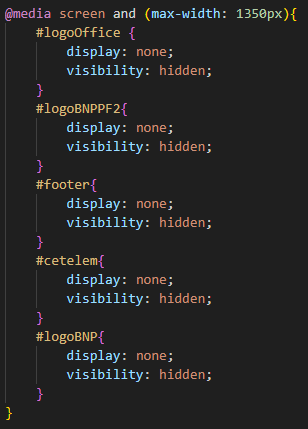 @media screen and (max-width: 1350px){
    #logoOffice {
        display: none;
        visibility: hidden;
    }
    #logoBNPPF2{
        display: none;
        visibility: hidden;
    }
    #footer{
        display: none;
        visibility: hidden;
    }
    #cetelem{
        display: none;
        visibility: hidden;
    }
    #logoBNP{
        display: none;
        visibility: hidden;
    }
}